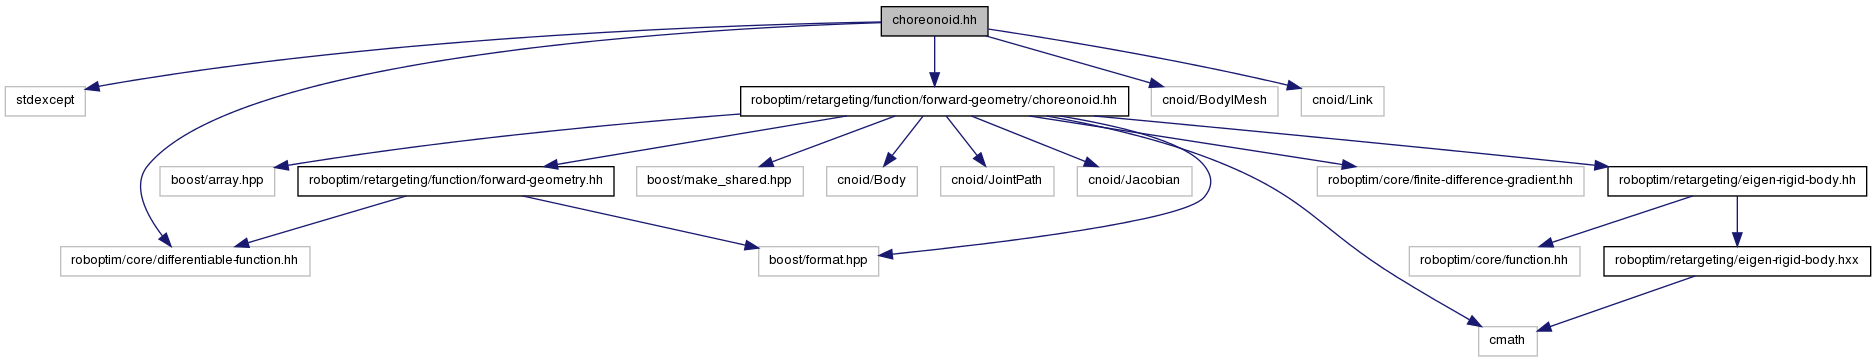 choreonoid.hh
stdexcept
roboptim/retargeting/function/forward-geometry/choreonoid.hh
cnoid/BodyIMesh
cnoid/Link
boost/array.hpp
roboptim/retargeting/function/forward-geometry.hh
boost/make_shared.hpp
cnoid/Body
cnoid/JointPath
cnoid/Jacobian
roboptim/core/finite-difference-gradient.hh
roboptim/retargeting/eigen-rigid-body.hh
roboptim/core/differentiable-function.hh
boost/format.hpp
roboptim/core/function.hh
roboptim/retargeting/eigen-rigid-body.hxx
cmath